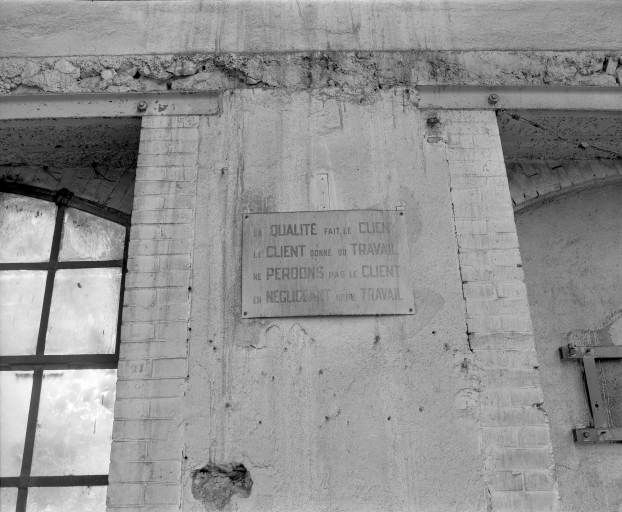 LA QUALITÉ FAIT LE CLIENT
LE CLIENT DONNE DU TRAVAIL
NE PERDONS PAS LE CLIENT
EN NEGLIGEANT NOTRE TRAVAIL